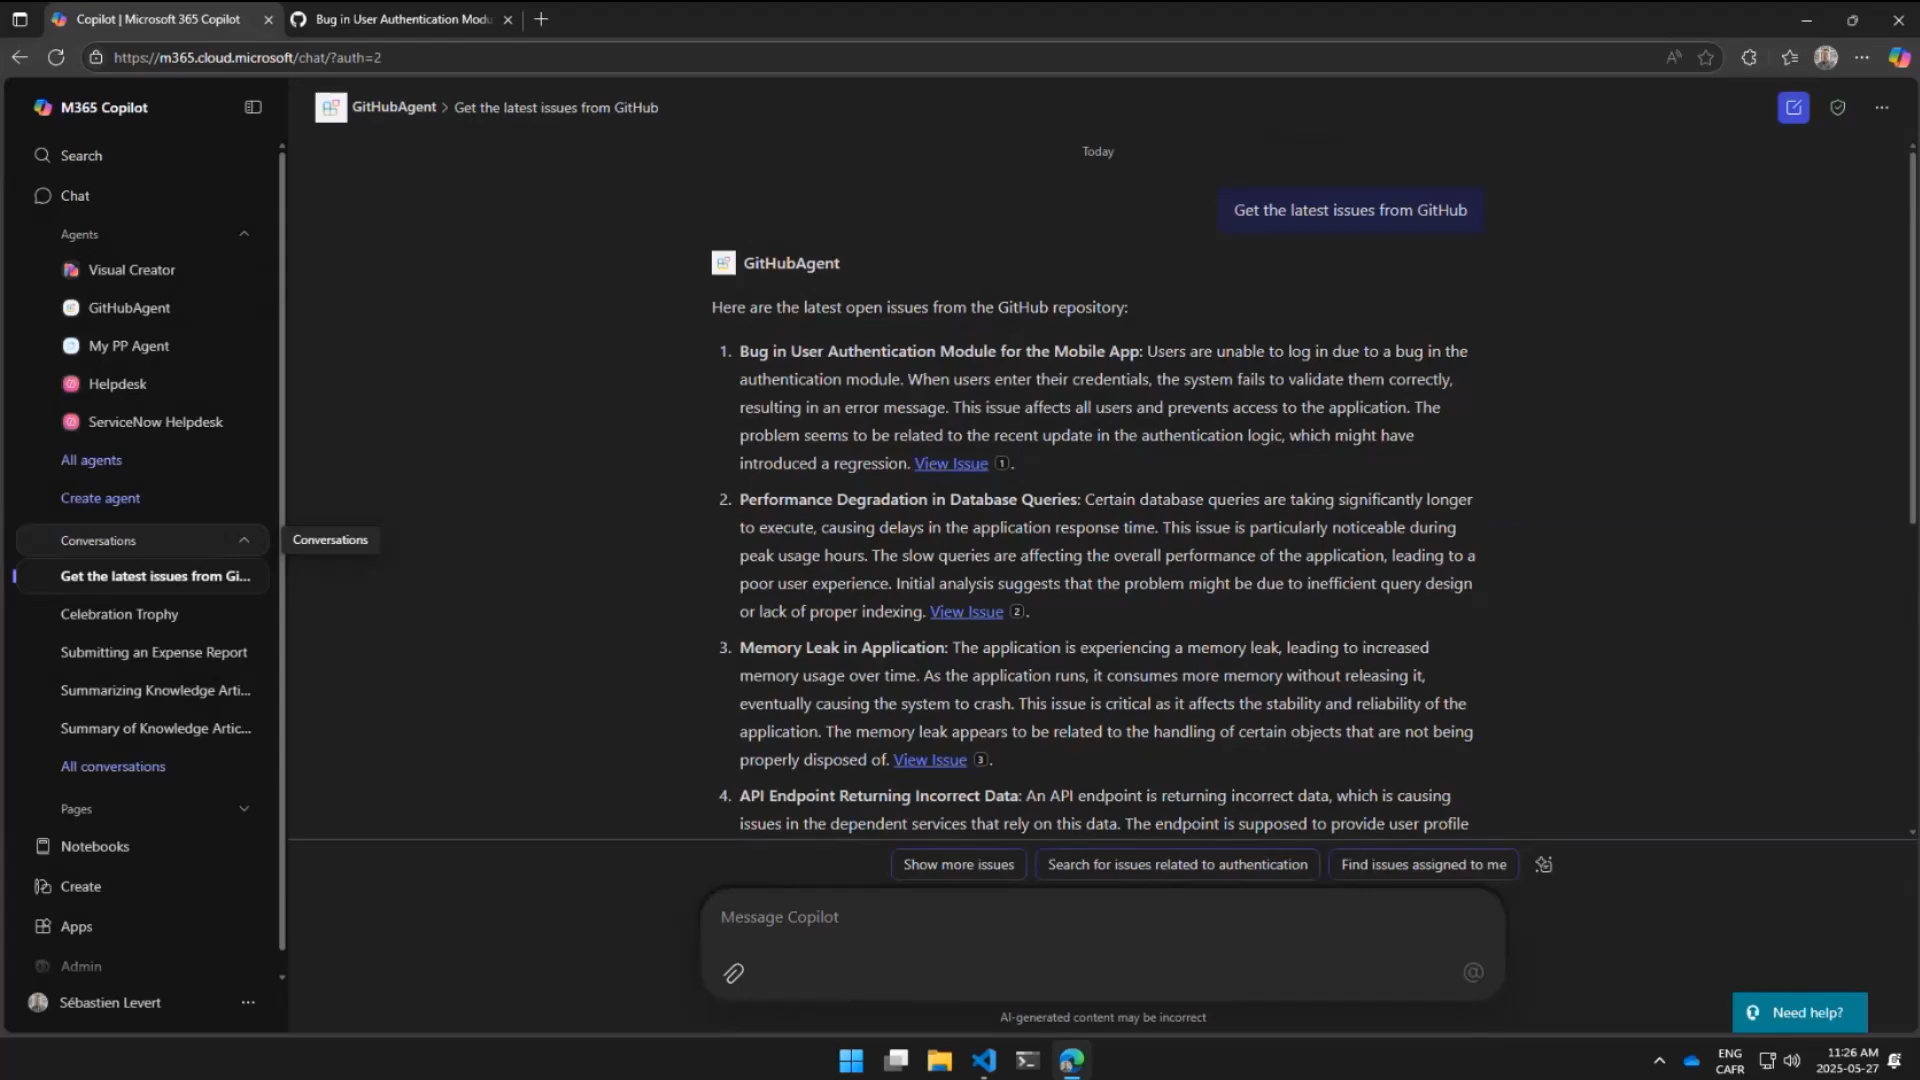 Copilot | Microsoft 365 Copilot
Bug in User Authentication Modu
https://m365.cloud.microsoft/chat/?auth=2
M365 Copilot
GitHubAgent > Get the latest issues from GitHub
Search
Chat
Agents
Visual Creator
GitHubAgent
My PP Agent
Helpdesk
ServiceNow Helpdesk
All agents
Create agent
Conversations
Conversations
Get the latest issues from Gi...
Celebration Trophy
Submitting an Expense Report
Summarizing Knowledge Arti...
Summary of Knowledge Artic...
All conversations
Pages
Notebooks
Create
Apps
Admin
Sébastien Levert
Today
Get the latest issues from GitHub
GitHubAgent
Here are the latest open issues from the GitHub repository:
1. Bug in User Authentication Module for the Mobile App: Users are unable to log in due to a bug in the
authentication module. When users enter their credentials, the system fails to validate them correctly,
resulting in an error message. This issue affects all users and prevents access to the application. The
problem seems to be related to the recent update in the authentication logic, which might have
introduced a regression. View Issue 1.
2. Performance Degradation in Database Queries: Certain database queries are taking significantly longer
to execute, causing delays in the application response time. This issue is particularly noticeable during
peak usage hours. The slow queries are affecting the overall performance of the application, leading to a
poor user experience. Initial analysis suggests that the problem might be due to inefficient query design
or lack of proper indexing. View Issue 2.
3. Memory Leak in Application: The application is experiencing a memory leak, leading to increased
memory usage over time. As the application runs, it consumes more memory without releasing it,
eventually causing the system to crash. This issue is critical as it affects the stability and reliability of the
application. The memory leak appears to be related to the handling of certain objects that are not being
properly disposed of. View Issue 3.
4. API Endpoint Returning Incorrect Data: An API endpoint is returning incorrect data, which is causing
issues in the dependent services that rely on this data. The endpoint is supposed to provide user profile
Show more issues
Search for issues related to authentication
Find issues assigned to me
Message Copilot
AI-generated content may be incorrect
Need help?
ENG
CAFR
11:26 AM
2025-05-27